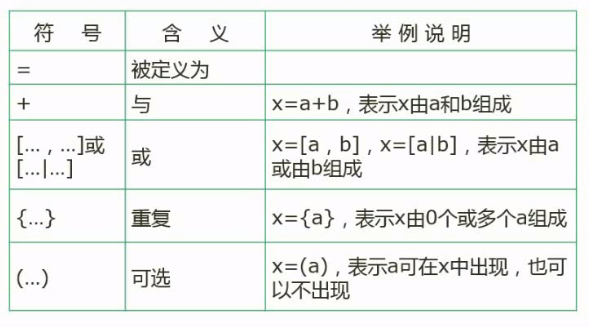 符 号 含 义 举 例 说 明
= 被定义为
+ 与 x=a+b，表示x由a和b组成
[... , ...]或
[...|...]
或
x=[a , b]，x=[a|b]，表示x由a
或由b组成
{...} 重复 x={a}，表示x由0个或多个a组成
(...) 可选
x=(a)，表示a可在x中出现，也可
以不出现